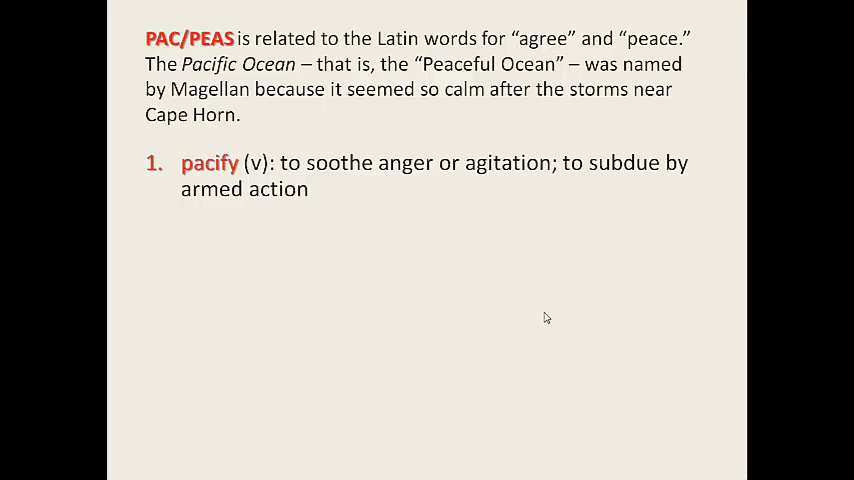 PAC/PEAS is related to the Latin words for “agree” and “peace.”
The Pacific Ocean – that is, the “Peaceful Ocean” – was named
by Magellan because it seemed so calm after the storms near
Cape Horn.
1. pacify (v): to soothe anger or agitation; to subdue by
armed action